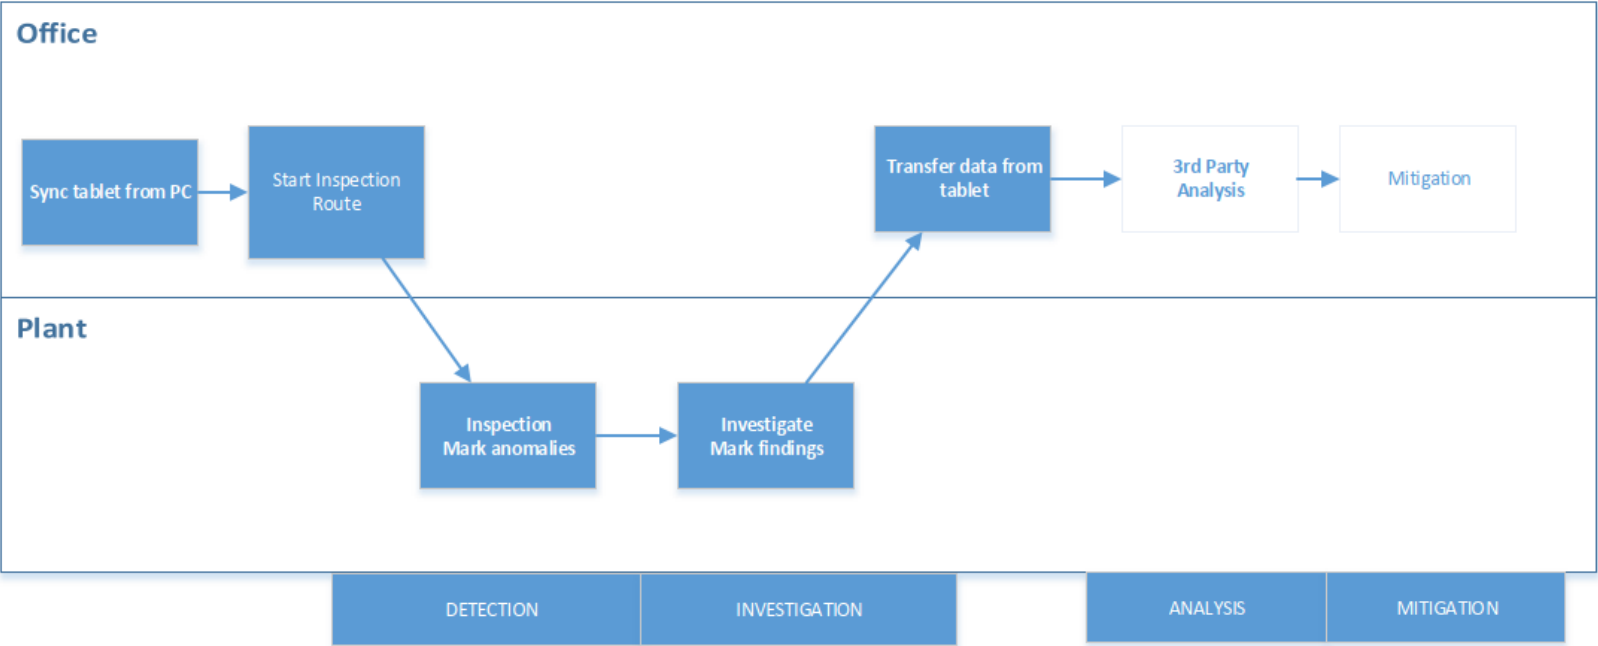 Office
Sync tablet from PC
Start Inspection
Route
Transfer data from
tablet
3rd Party
Analysis
Mitigation
Plant
Inspection
Mark anomalies
Investigate
Mark findings
DETECTION
INVESTIGATION
ANALYSIS
MITIGATION